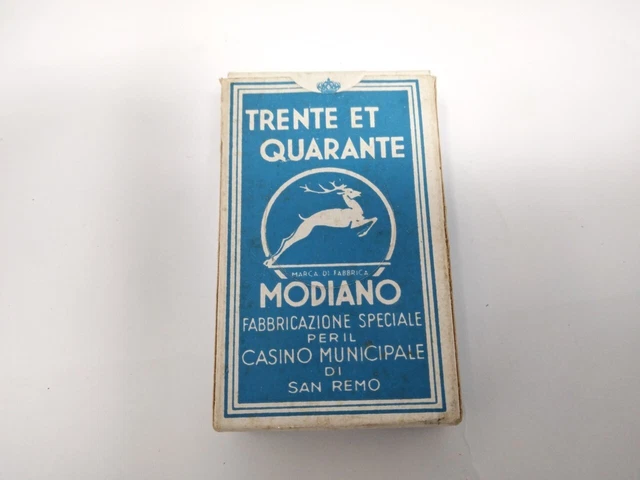 TRENTE ET
QUARANTE
MARCA DI FABBRICA
MODIANO
FABBRICAZIONE SPECIALE
PER IL
CASINO MUNICIPALE
DI
SAN REMO